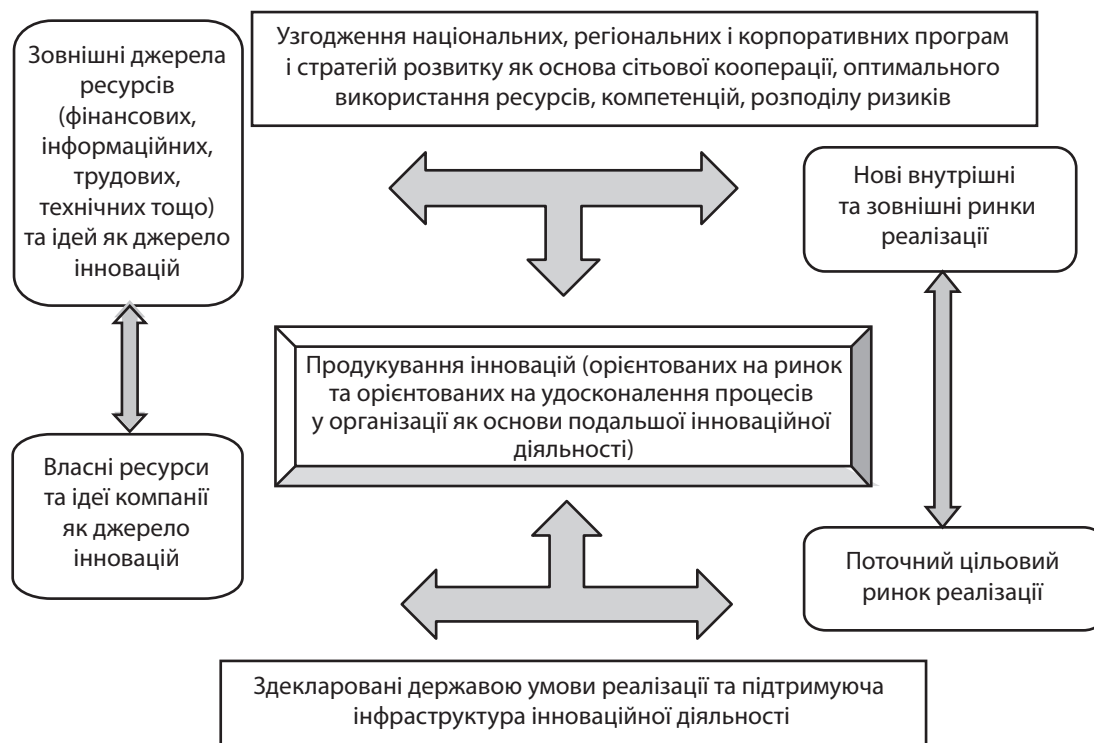 Зовнішні джерела
ресурсів
(фінансових,
інформаційних,
трудових,
технічних тощо)
та ідей як джерело
інновацій
Узгодження національних, регіональних і корпоративних програм
і стратегій розвитку як основа сітьової кооперації, оптимального
використання ресурсів, компетенцій, розподілу ризиків
Нові внутрішні
та зовнішні ринки
реалізації
Продукування інновацій (орієнтованих на ринок
та орієнтованих на удосконалення процесів
у організації як основи подальшої інноваційної
діяльності)
Власні ресурси
та ідеї компанії
як джерело
інновацій
Поточний цільовий
ринок реалізації
Здекларовані державою умови реалізації та підтримуюча
інфраструктура інноваційної діяльності